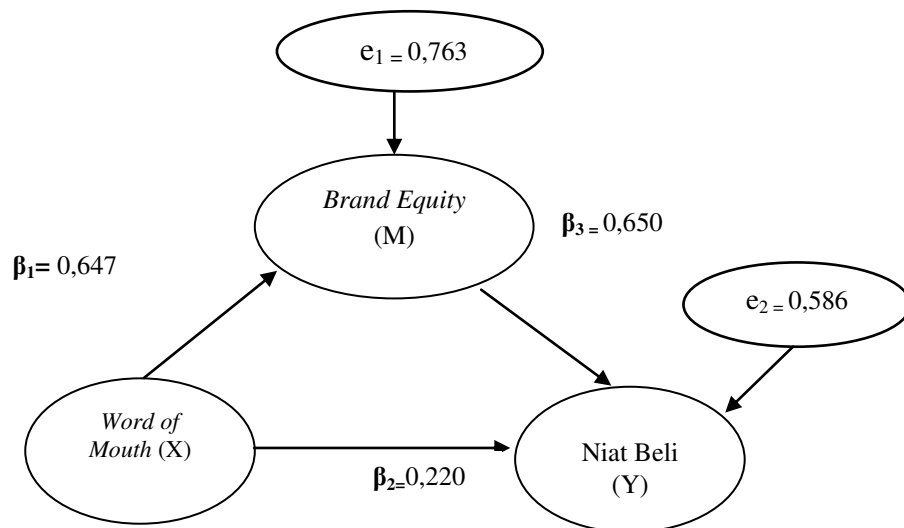 e₁ = 0,763
Brand Equity
(M)
β₃ = 0,650
β₁= 0,647
e₂ = 0,586
Word of
Mouth (X)
Niat Beli
(Y)
β₂=0,220